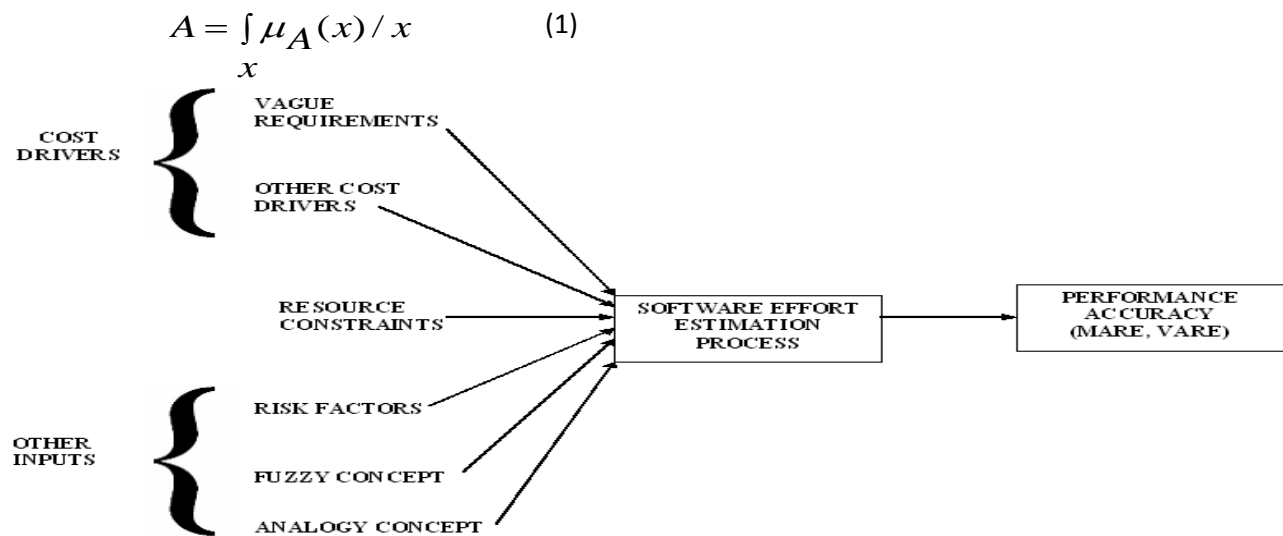 A = ∫ μ_A(x) / x (1)
x
VAGUE
REQUIREMENTS
COST
DRIVERS
OTHER COST
DRIVERS
RESOURCE
CONSTRAINTS
SOFTWARE EFFORT
ESTIMATION
PROCESS
PERFORMANCE
ACCURACY
(MARE, VARE)
RISK FACTORS
OTHER
INPUTS
FUZZY CONCEPT
ANALOGY CONCEPT